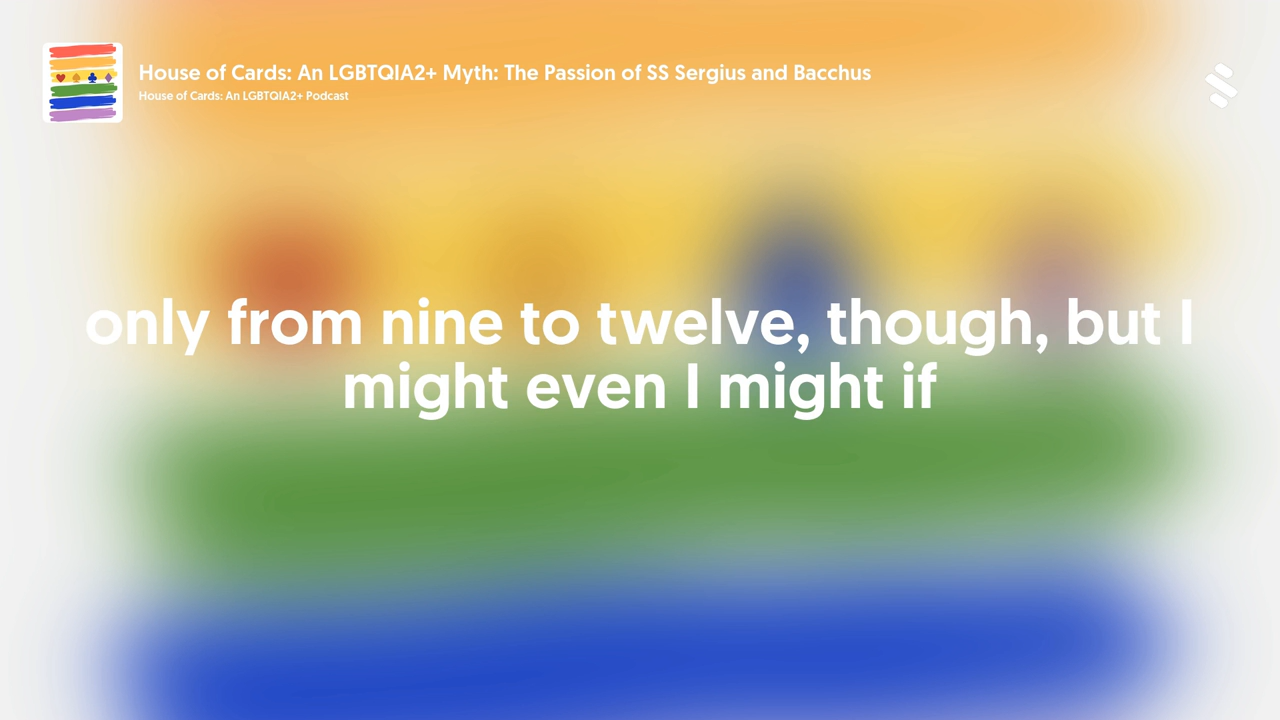 House of Cards: An LGBTQIA2+ Myth: The Passion of SS Sergius and Bacchus
House of Cards: An LGBTQIA2+ Podcast
only from nine to twelve, though, but I
might even I might if